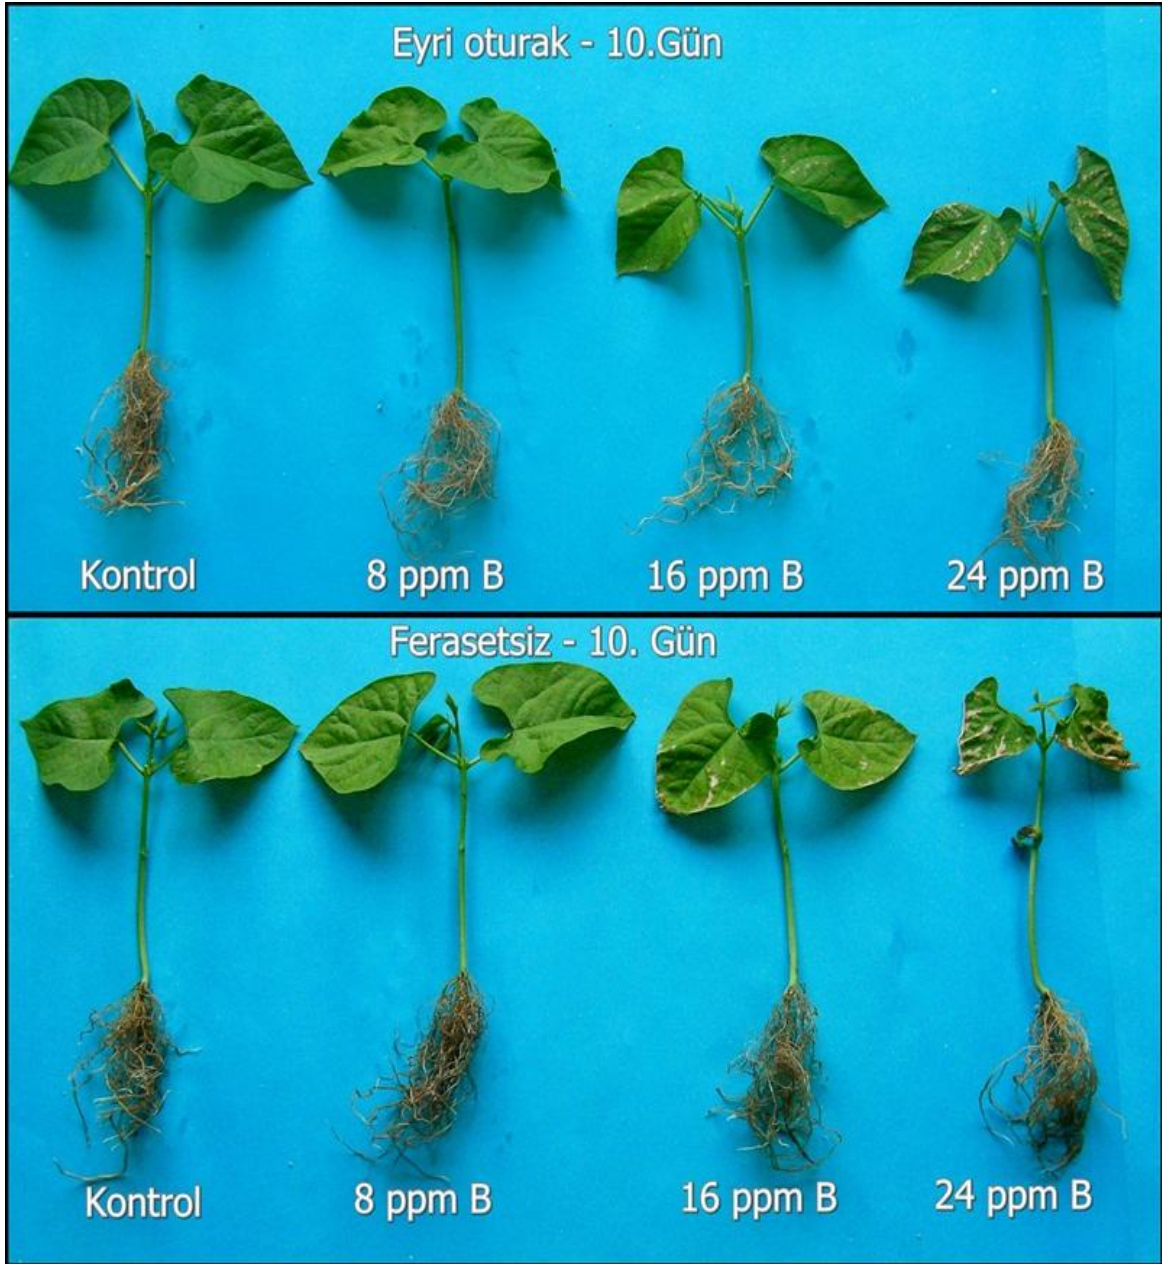 Eyri oturak - 10.Gün
Kontrol
8 ppm B
16 ppm B
24 ppm B
Ferasetsiz - 10. Gün
Kontrol
8 ppm B
16 ppm B
24 ppm B